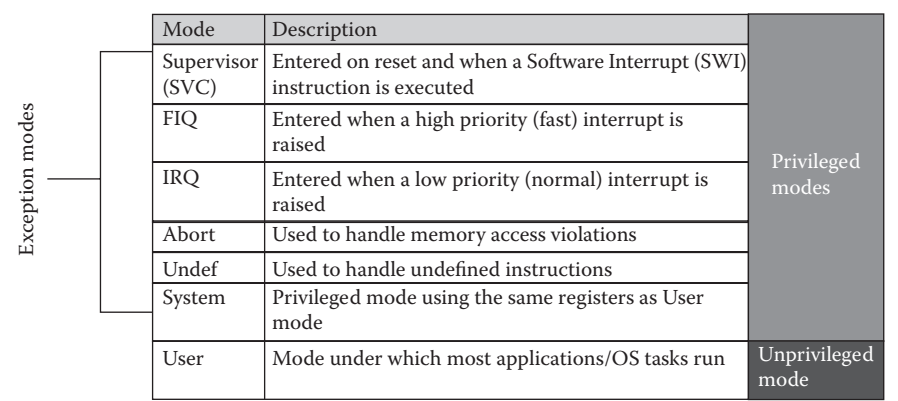 Mode Description
Supervisor (SVC) Entered on reset and when a Software Interrupt (SWI)
instruction is executed
FIQ Entered when a high priority (fast) interrupt is
raised
IRQ Entered when a low priority (normal) interrupt is
raised
Abort Used to handle memory access violations
Undef Used to handle undefined instructions
System Privileged mode using the same registers as User
mode
User Mode under which most applications/OS tasks run
Exception modes
Privileged
modes
Unprivileged
mode